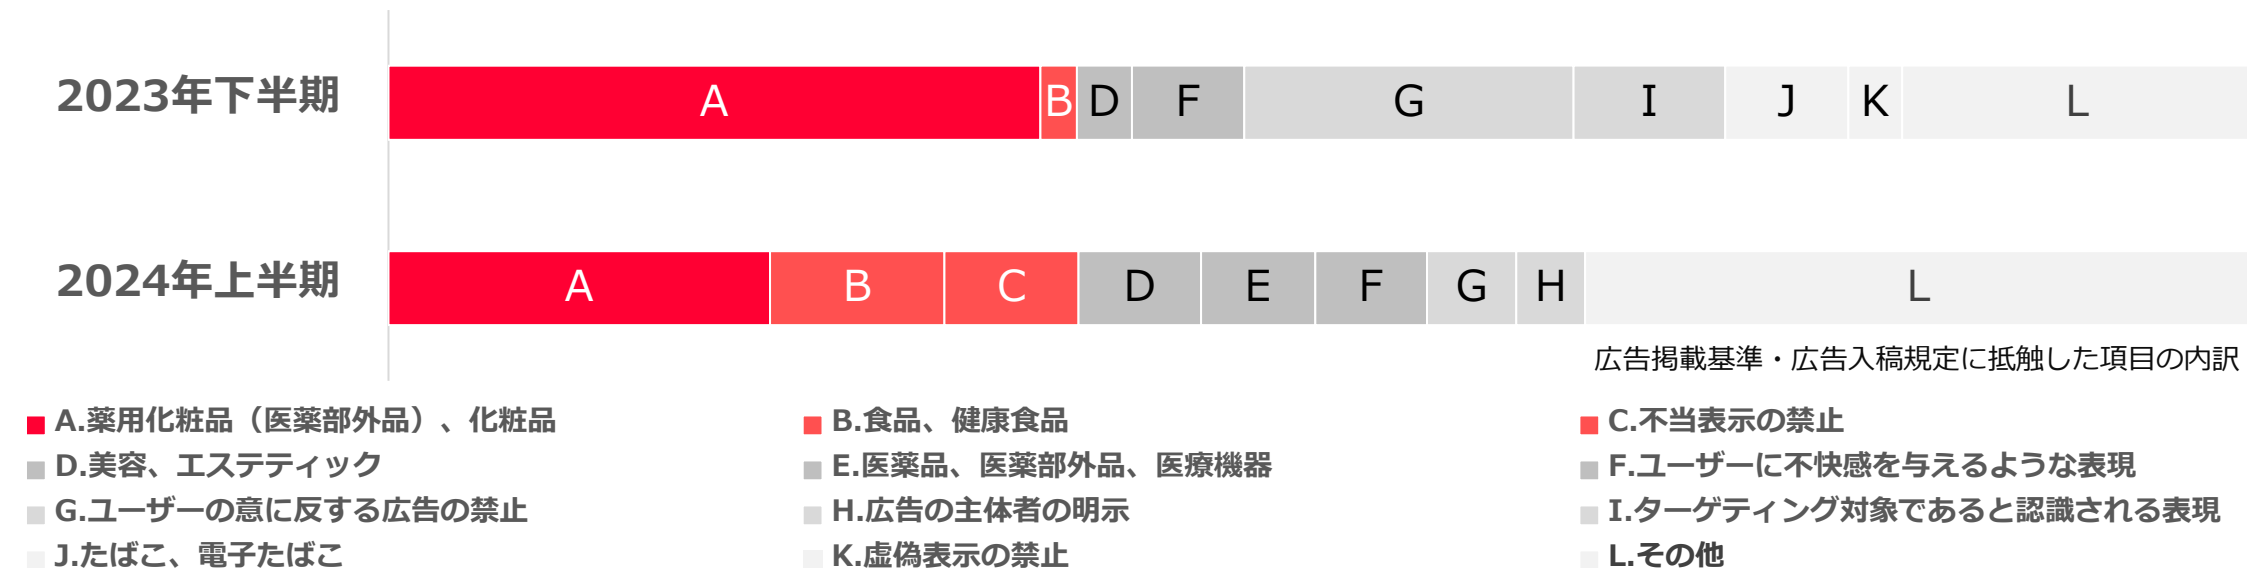 2023年下半期
A B D F G I J K L
2024年上半期
A B C D E F G H L
広告掲載基準・広告入稿規定に抵触した項目の内訳
A.薬用化粧品（医薬部外品）、化粧品 B.食品、健康食品 C.不当表示の禁止
D.美容、エステティック E.医薬品、医薬部外品、医療機器 F.ユーザーに不快感を与えるような表現
G.ユーザーの意に反する広告の禁止 H.広告の主体者の明示 I.ターゲティング対象であると認識される表現
J.たばこ、電子たばこ K.虚偽表示の禁止 L.その他